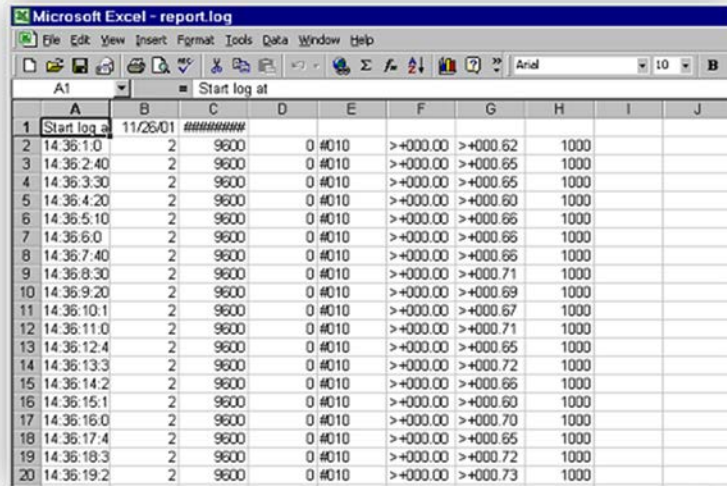 Microsoft Excel - report.log
File Edit View Insert Format Tools Data Window Help
Arial 10 B
A1 = Start log at
A B C D E F G H I J
1 Start log a 11/26/01 ########
2 14:36:1:0 2 9600 0 #010 >+000.00 >+000.62 1000
3 14:36:2:40 2 9600 0 #010 >+000.00 >+000.65 1000
4 14:36:3:30 2 9600 0 #010 >+000.00 >+000.65 1000
5 14:36:4:20 2 9600 0 #010 >+000.00 >+000.60 1000
6 14:36:5:10 2 9600 0 #010 >+000.00 >+000.66 1000
7 14:36:6:0 2 9600 0 #010 >+000.00 >+000.66 1000
8 14:36:7:40 2 9600 0 #010 >+000.00 >+000.66 1000
9 14:36:8:30 2 9600 0 #010 >+000.00 >+000.71 1000
10 14:36:9:20 2 9600 0 #010 >+000.00 >+000.69 1000
11 14:36:10:1 2 9600 0 #010 >+000.00 >+000.67 1000
12 14:36:11:0 2 9600 0 #010 >+000.00 >+000.71 1000
13 14:36:12:4 2 9600 0 #010 >+000.00 >+000.65 1000
14 14:36:13:3 2 9600 0 #010 >+000.00 >+000.72 1000
15 14:36:14:2 2 9600 0 #010 >+000.00 >+000.66 1000
16 14:36:15:1 2 9600 0 #010 >+000.00 >+000.60 1000
17 14:36:16:0 2 9600 0 #010 >+000.00 >+000.70 1000
18 14:36:17:4 2 9600 0 #010 >+000.00 >+000.65 1000
19 14:36:18:3 2 9600 0 #010 >+000.00 >+000.72 1000
20 14:36:19:2 2 9600 0 #010 >+000.00 >+000.73 1000